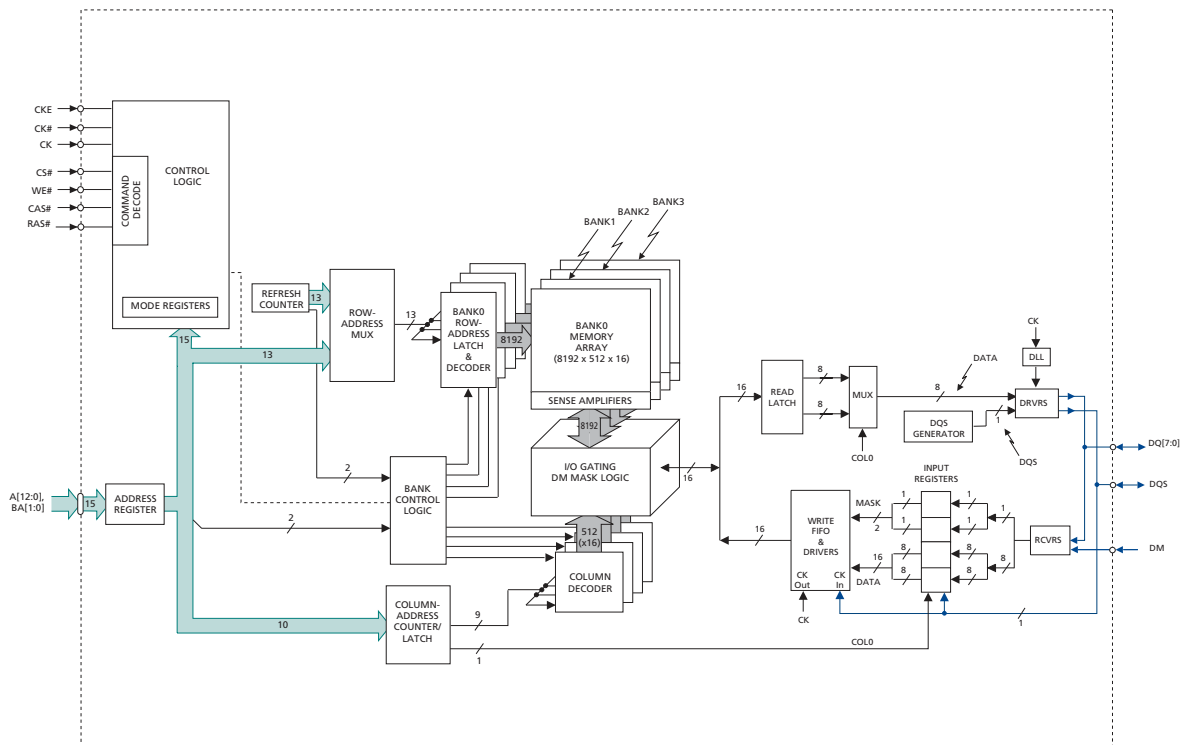 CKE
CK#
CK
CS#
WE#
CAS#
RAS#
COMMAND
DECODE
CONTROL
LOGIC
MODE REGISTERS
15
REFRESH
COUNTER
13
13
ROW-
ADDRESS
MUX
13
BANK0
ROW-
ADDRESS
LATCH
&
DECODER
8192
BANK1
BANK2
BANK3
BANK0
MEMORY
ARRAY
(8192 x 512 x 16)
SENSE AMPLIFIERS
8192
I/O GATING
DM MASK LOGIC
16
2
2
BANK
CONTROL
LOGIC
512
(x16)
COLUMN
DECODER
A[12:0],
BA[1:0]
15
ADDRESS
REGISTER
10
COLUMN-
ADDRESS
COUNTER/
LATCH
9
1
COL0
16
READ
LATCH
8
8
MUX
COL0
8
DATA
DQS
GENERATOR
1
DQS
CK
DLL
DRVRS
DQ[7:0]
DQS
DM
16
WRITE
FIFO
&
DRIVERS
CK
Out
CK
In
CK
MASK
2
16
DATA
INPUT
REGISTERS
1
1
8
8
1
1
8
8
1
8
RCVRS
1